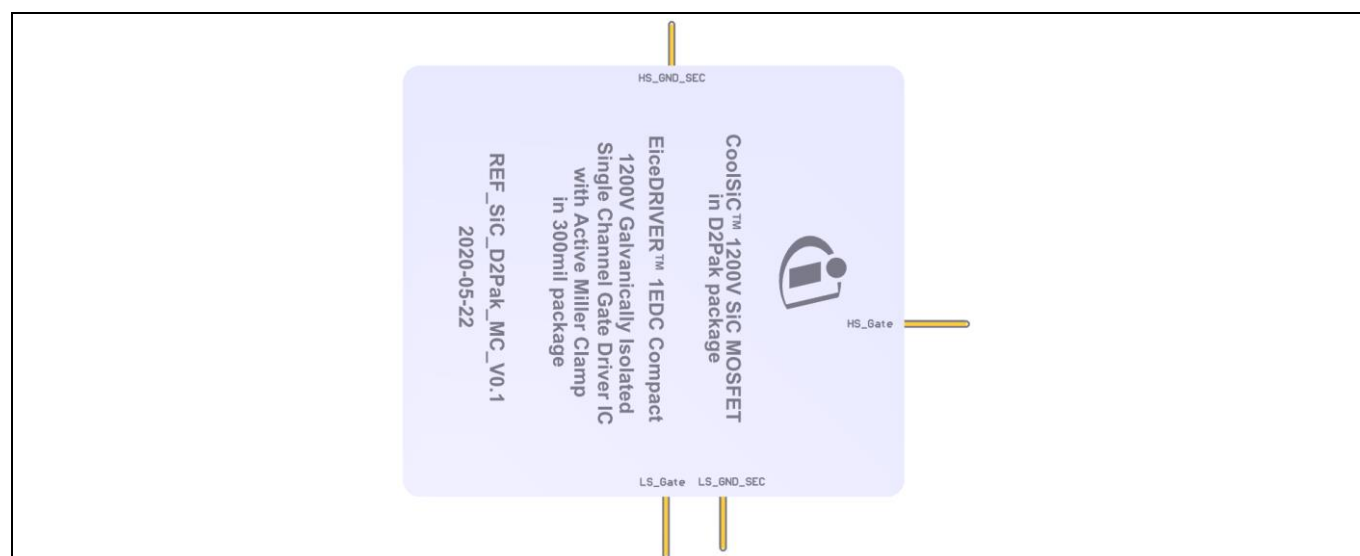 HS_GND_SEC
CoolSiC™ 1200V SiC MOSFET
in D2Pak package
EiceDRIVER™ 1EDC Compact
1200V Galvanically Isolated
Single Channel Gate Driver IC
with Active Miller Clamp
in 300mil package
REF_SiC_D2Pak_MC_V0.1
2020-05-22
HS_Gate
LS_Gate
LS_GND_SEC